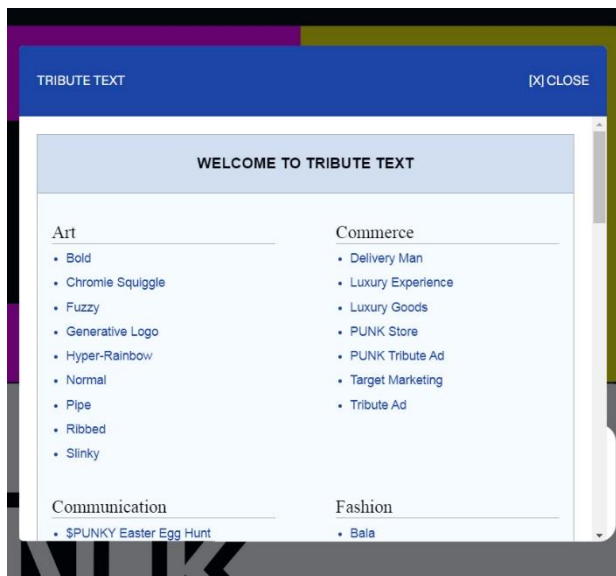 TRIBUTE TEXT
[X] CLOSE
WELCOME TO TRIBUTE TEXT
Art
• Bold
• Chromie Squiggle
• Fuzzy
• Generative Logo
• Hyper-Rainbow
• Normal
• Pipe
• Ribbed
• Slinky
Commerce
• Delivery Man
• Luxury Experience
• Luxury Goods
• PUNK Store
• PUNK Tribute Ad
• Target Marketing
• Tribute Ad
Communication
• $PUNKY Easter Egg Hunt
Fashion
• Bala